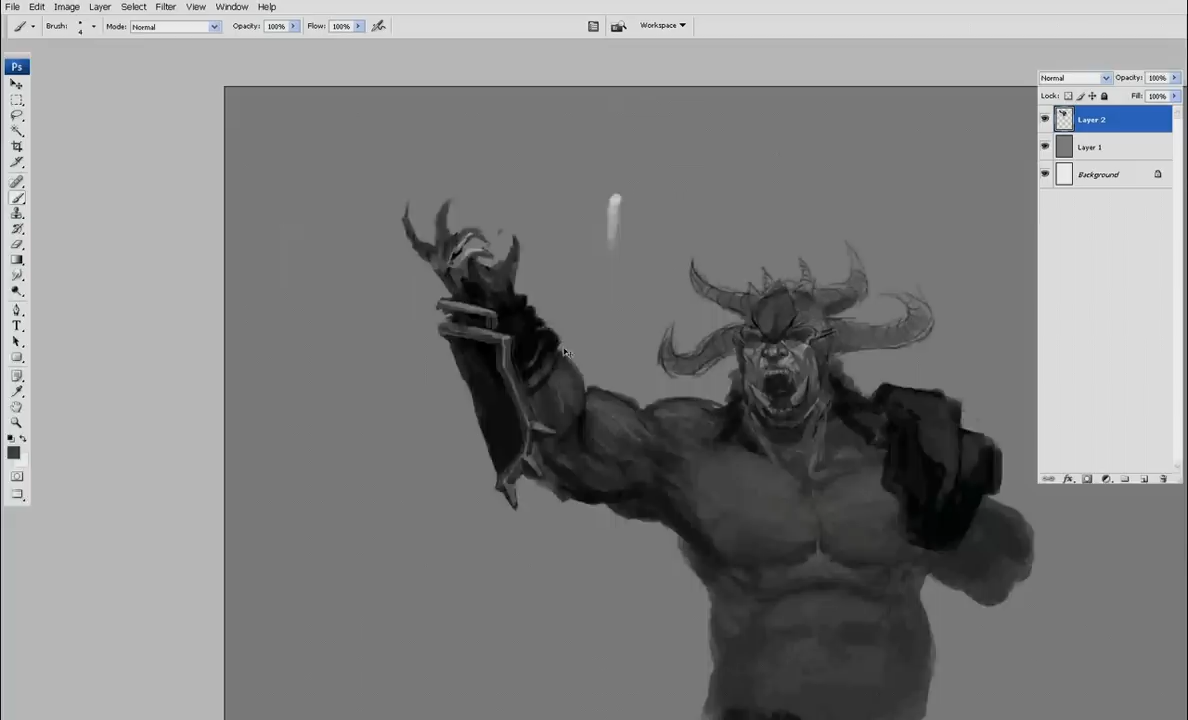 File Edit Image Layer Select Filter View Window Help
Brush: 4 Mode: Normal Opacity: 100% Flow: 100% Workspace
Ps
Normal Opacity: 100%
Lock: Fill: 100%
Layer 2
Layer 1
Background